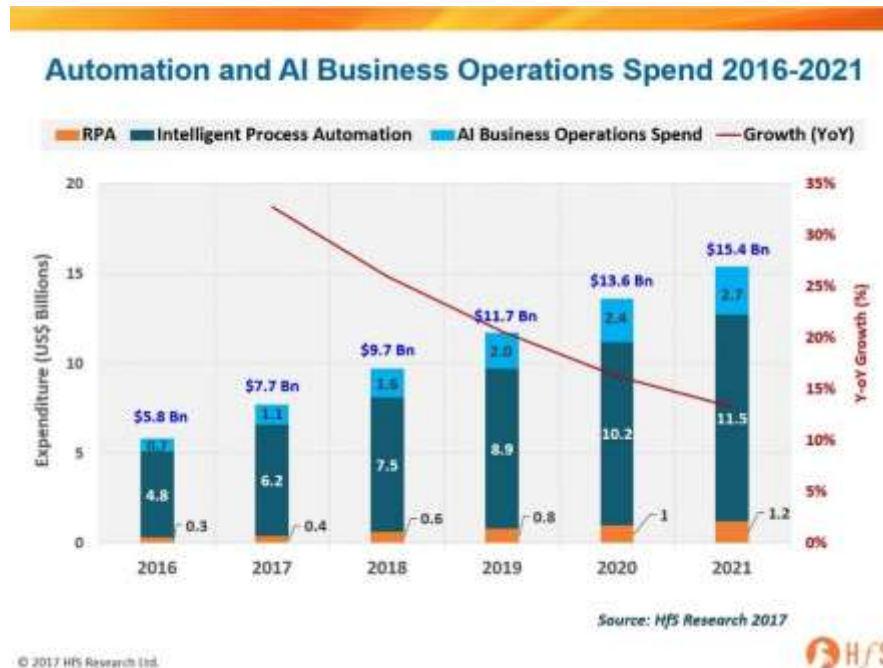 Automation and AI Business Operations Spend 2016-2021
RPA Intelligent Process Automation AI Business Operations Spend Growth (YoY)
Expenditure (US$ Billions)
20
15
10
5
0
$5.8 Bn
0.7
4.8
0.3
$7.7 Bn
1.1
6.2
0.4
$9.7 Bn
1.6
7.5
0.6
$11.7 Bn
2.0
8.9
0.8
$13.6 Bn
2.4
10.2
1
$15.4 Bn
2.7
11.5
1.2
35%
30%
25%
20%
15%
10%
5%
0%
Y-oY Growth (%)
2016 2017 2018 2019 2020 2021
Source: HfS Research 2017
© 2017 HfS Research Ltd.
HfS